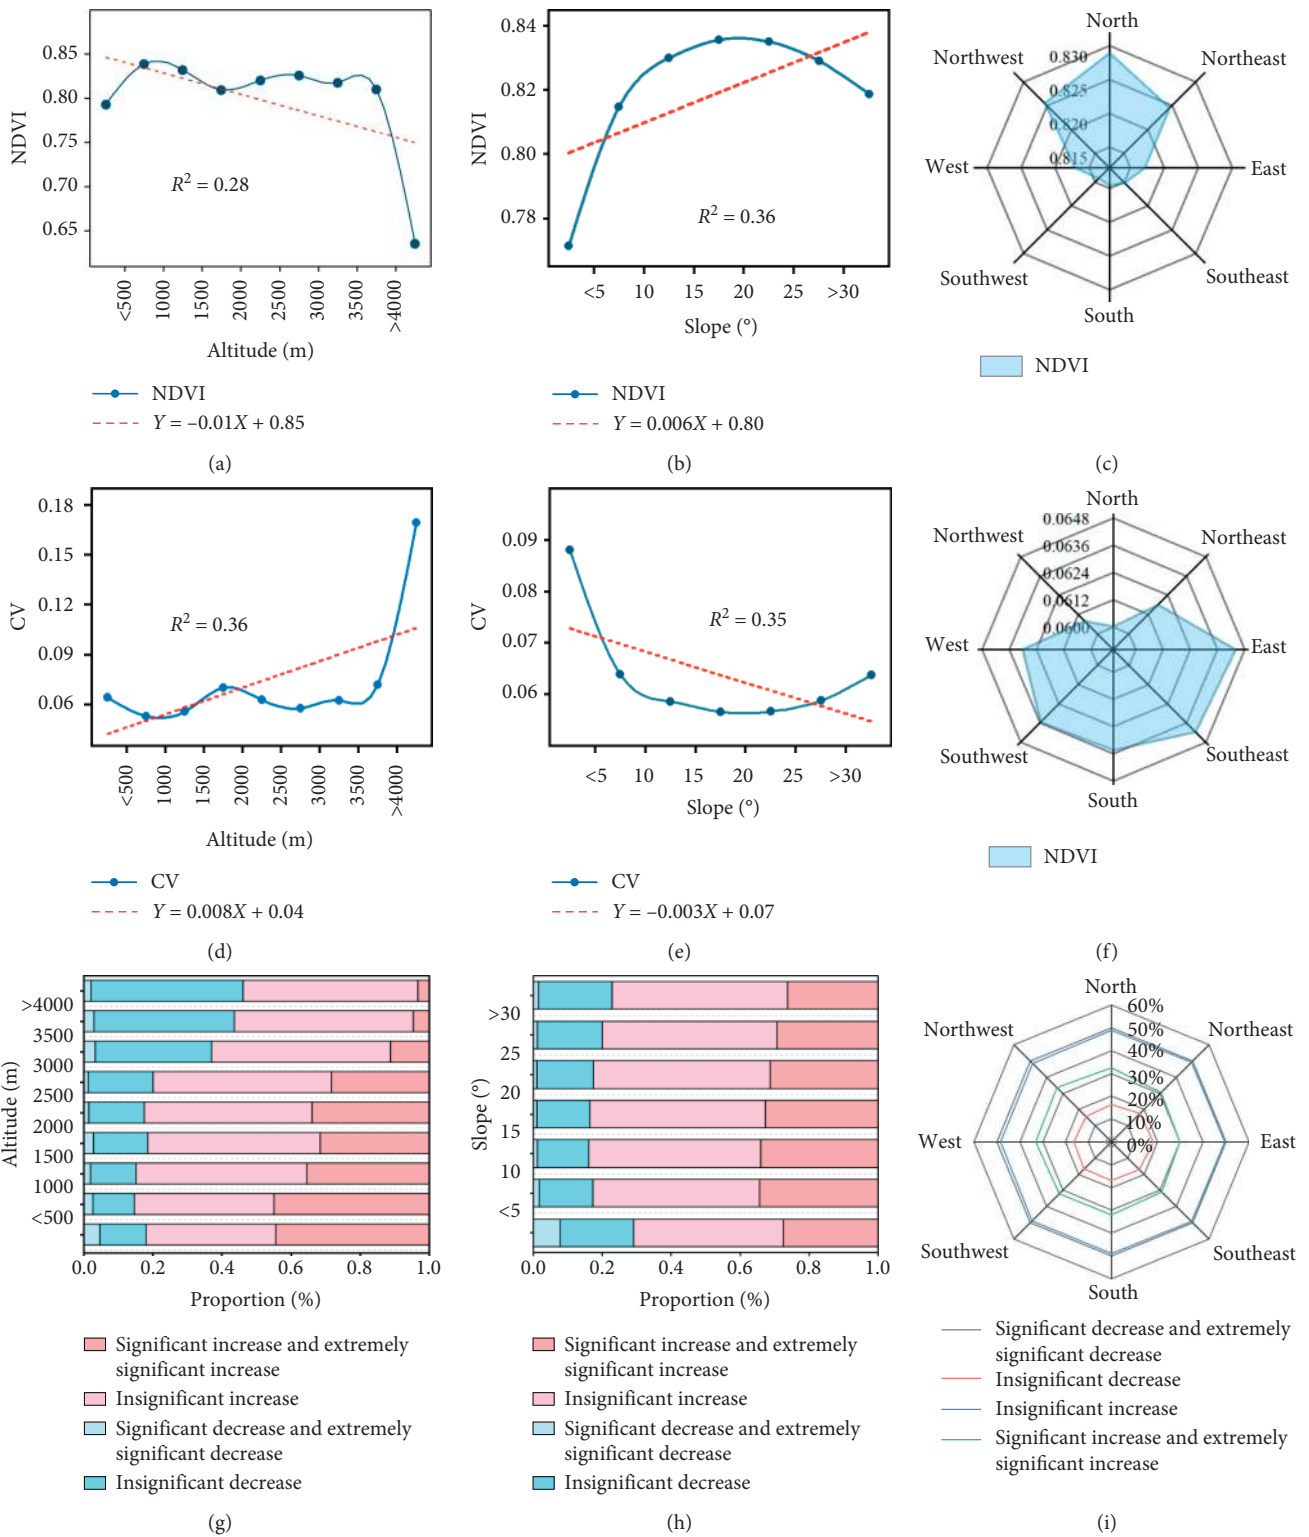 NDVI
0.85
0.80
0.75
0.70
0.65
R² = 0.28
<500
1000
1500
2000
2500
3000
3500
>4000
Altitude (m)
NDVI
Y = –0.01X + 0.85
(a)
NDVI
0.84
0.82
0.80
0.78
R² = 0.36
<5
10
15
20
25
>30
Slope (°)
NDVI
Y = 0.006X + 0.80
(b)
North
Northwest
Northeast
0.830
0.825
0.820
0.815
West
East
Southwest
Southeast
South
NDVI
(c)
CV
0.18
0.15
0.12
0.09
0.06
R² = 0.36
<500
1000
1500
2000
2500
3000
3500
>4000
Altitude (m)
CV
Y = 0.008X + 0.04
(d)
CV
0.09
0.08
0.07
0.06
R² = 0.35
<5
10
15
20
25
>30
Slope (°)
CV
Y = –0.003X + 0.07
(e)
North
Northwest
Northeast
0.0648
0.0636
0.0624
0.0612
0.0600
West
East
Southwest
Southeast
South
NDVI
(f)
Altitude (m)
>4000
3500
3000
2500
2000
1500
1000
<500
0.0 0.2 0.4 0.6 0.8 1.0
Proportion (%)
Significant increase and extremely
significant increase
Insignificant increase
Significant decrease and extremely
significant decrease
Insignificant decrease
(g)
Slope (°)
>30
25
20
15
10
<5
0.0 0.2 0.4 0.6 0.8 1.0
Proportion (%)
Significant increase and extremely
significant increase
Insignificant increase
Significant decrease and extremely
significant decrease
Insignificant decrease
(h)
North
60%
50%
40%
30%
20%
10%
0%
Northwest
Northeast
West
East
Southwest
Southeast
South
Significant decrease and extremely
significant decrease
Insignificant decrease
Insignificant increase
Significant increase and extremely
significant increase
(i)